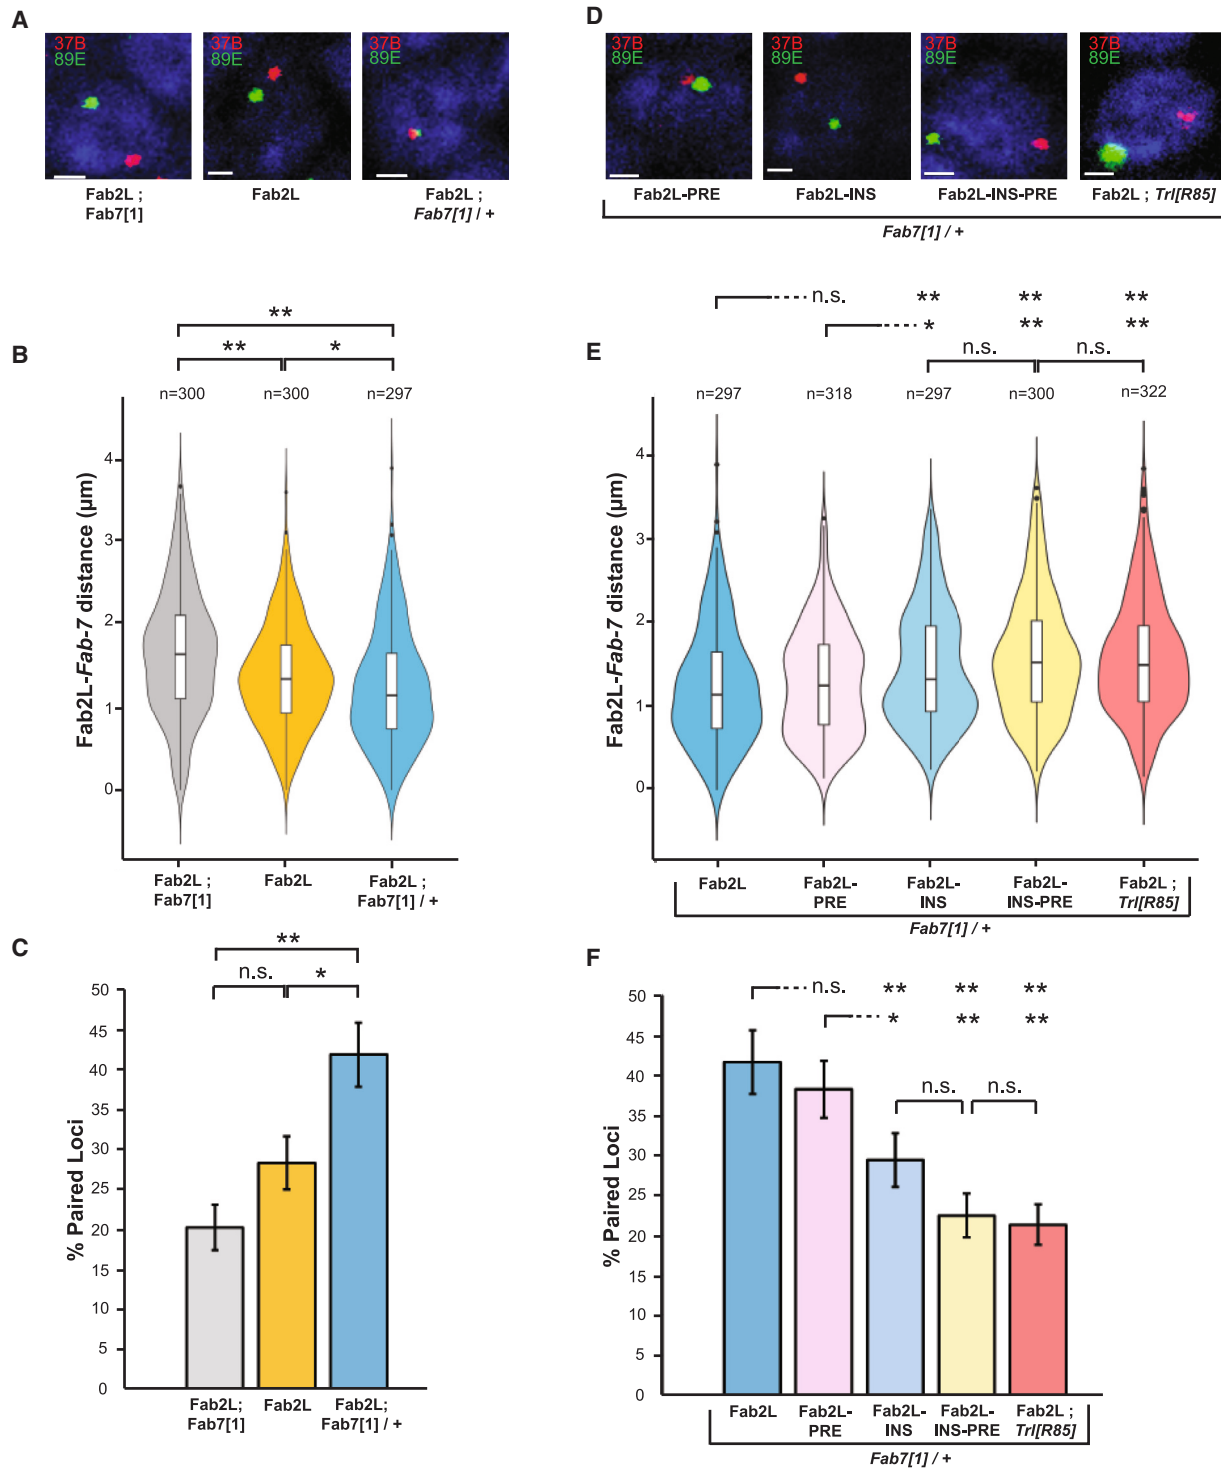 A
37B
89E
37B
89E
37B
89E
Fab2L ;
Fab7[1]
Fab2L
Fab2L ;
Fab7[1] / +
D
37B
89E
37B
89E
37B
89E
37B
89E
Fab2L-PRE
Fab2L-INS
Fab2L-INS-PRE
Fab2L ; Trl[R85]
Fab7[1] / +
B
**
** *
n=300 n=300 n=297
Fab2L-Fab-7 distance (µm)
4
3
2
1
0
Fab2L ;
Fab7[1]
Fab2L
Fab2L ;
Fab7[1] / +
E
n.s. ** ** **
* ** **
n.s. n.s.
n=297 n=318 n=297 n=300 n=322
Fab2L-Fab-7 distance (µm)
4
3
2
1
0
Fab2L
Fab2L-
PRE
Fab2L-
INS
Fab2L-
INS-PRE
Fab2L ;
Trl[R85]
Fab7[1] / +
C
**
n.s. *
% Paired Loci
50
45
40
35
30
25
20
15
10
5
0
Fab2L;
Fab7[1]
Fab2L
Fab2L;
Fab7[1] / +
F
n.s. ** ** **
* ** **
n.s. n.s.
% Paired Loci
50
45
40
35
30
25
20
15
10
5
0
Fab2L
Fab2L-
PRE
Fab2L-
INS
Fab2L-
INS-PRE
Fab2L ;
Trl[R85]
Fab7[1] / +